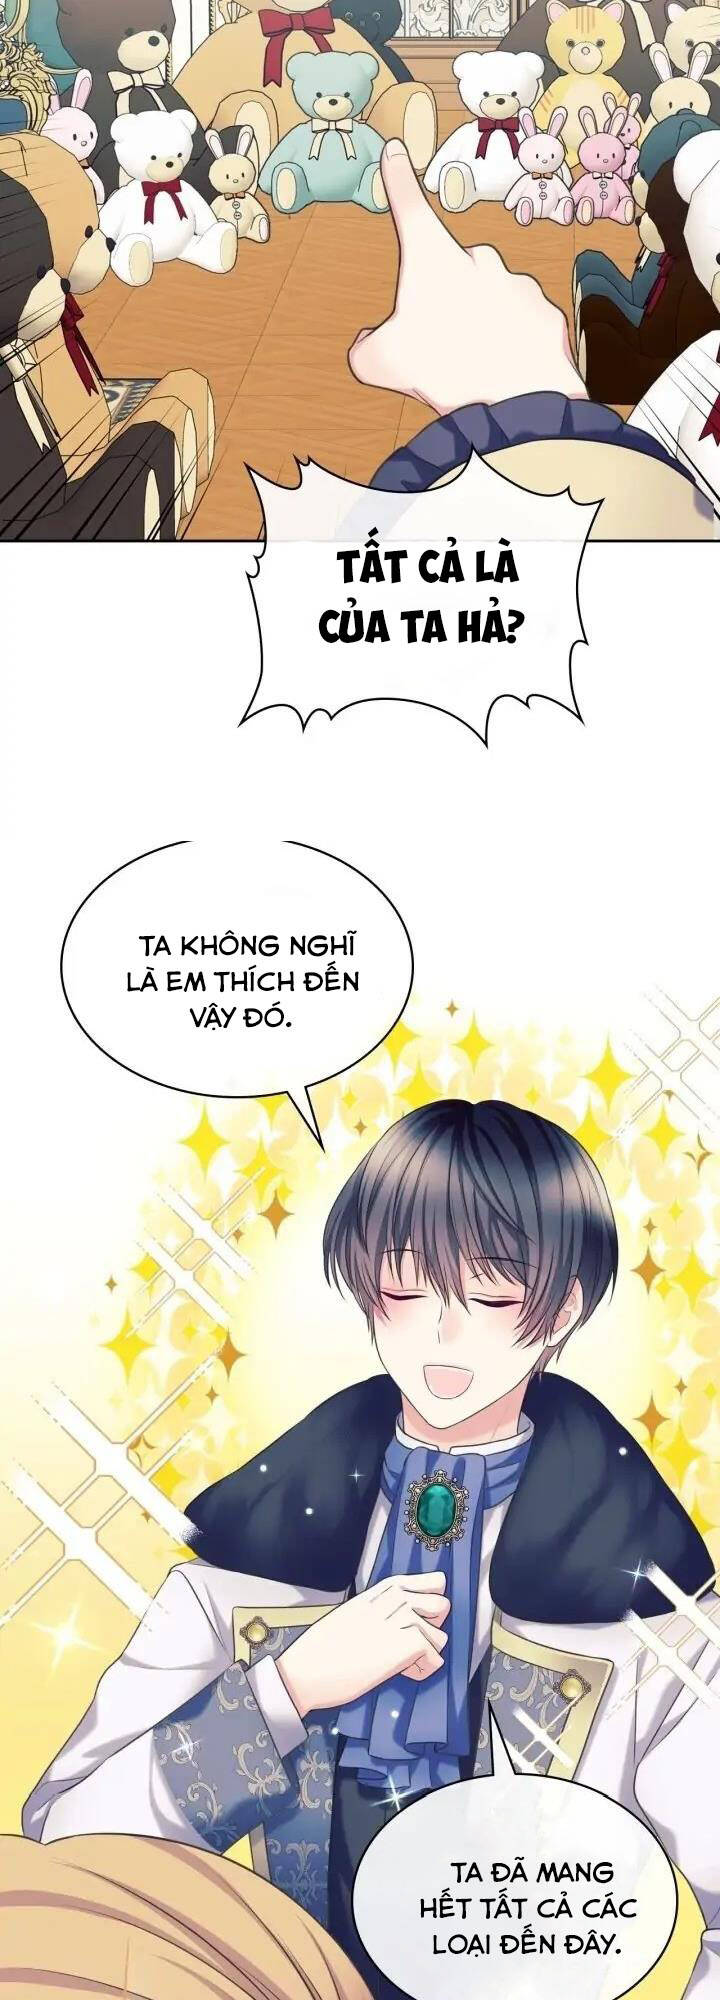 TẤT CẢ LÀ
CỦA TA HẢ?
TA KHÔNG NGHĨ
LÀ EM THÍCH ĐẾN
VẬY ĐÓ.
TA ĐÃ MANG
HẾT TẤT CẢ CÁC
LOẠI ĐẾN ĐÂY.